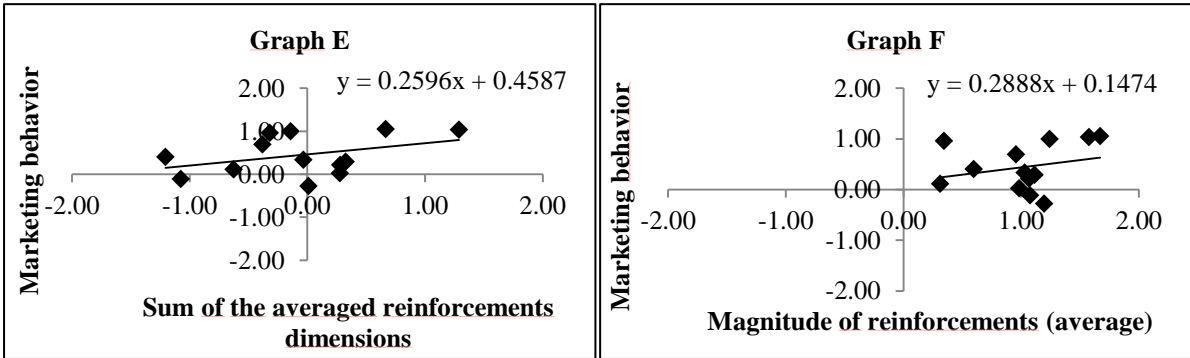 Graph E
y = 0.2596x + 0.4587
Marketing behavior
2.00
1.00
0.00
-1.00
-2.00
-2.00 -1.00 0.00 1.00 2.00
Sum of the averaged reinforcements
dimensions
Graph F
y = 0.2888x + 0.1474
Marketing behavior
2.00
1.00
0.00
-1.00
-2.00
-2.00 -1.00 0.00 1.00 2.00
Magnitude of reinforcements (average)